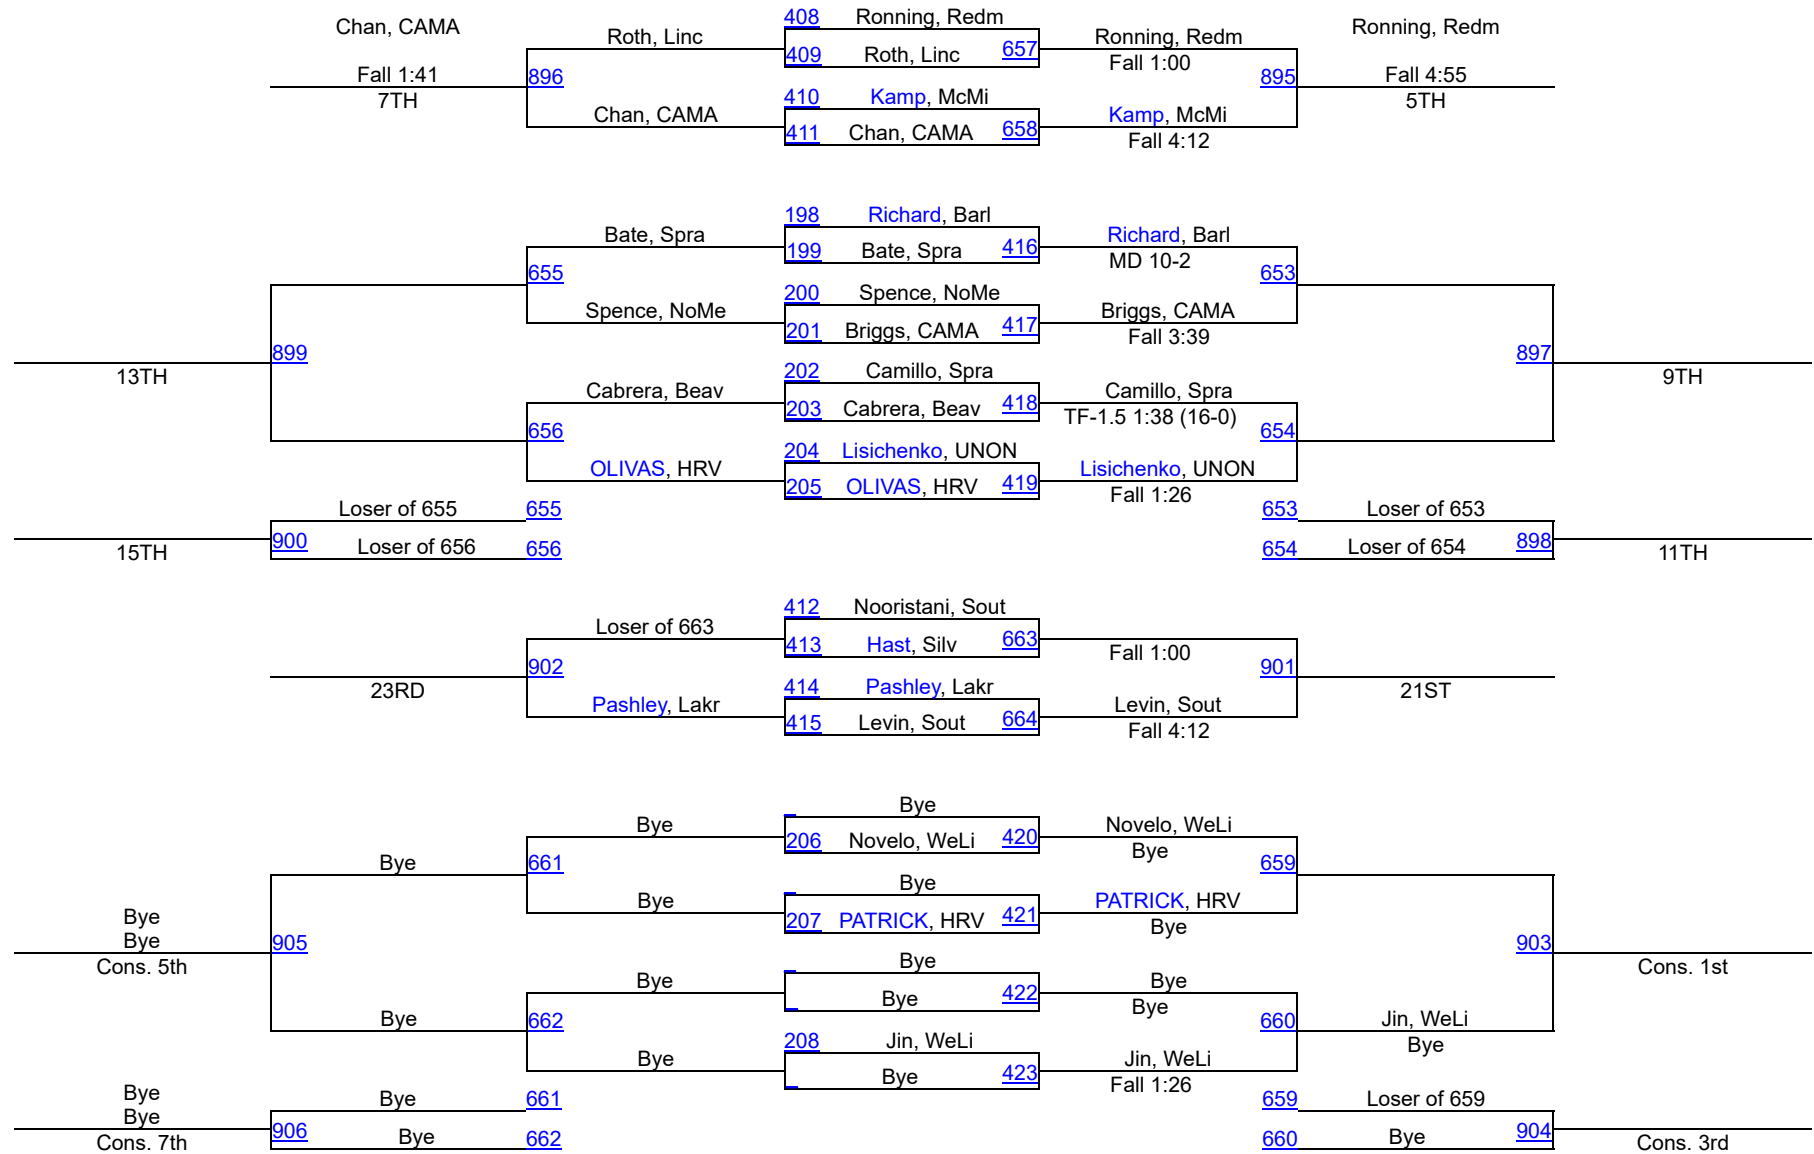 Chan, CAMA
Fall 1:41
7TH
896
Roth, Linc
Chan, CAMA
408 Ronning, Redm
409 Roth, Linc 657
410 Kamp, McMi
411 Chan, CAMA 658
Ronning, Redm
Fall 1:00
Kamp, McMi
Fall 4:12
895
Ronning, Redm
Fall 4:55
5TH
13TH
899
Bate, Spra
655
Spence, NoMe
Cabrera, Beav
656
OLIVAS, HRV
198 Richard, Barl
199 Bate, Spra 416
200 Spence, NoMe
201 Briggs, CAMA 417
202 Camillo, Spra
203 Cabrera, Beav 418
204 Lisichenko, UNON
205 OLIVAS, HRV 419
Richard, Barl
MD 10-2
653
Briggs, CAMA
Fall 3:39
Camillo, Spra
TF-1.5 1:38 (16-0)
654
Lisichenko, UNON
Fall 1:26
897
9TH
Loser of 655 655
15TH
900
Loser of 656 656
653 Loser of 653
654 Loser of 654 898
11TH
23RD
902
Loser of 663
Pashley, Lakr
412 Nooristani, Sout
413 Hast, Silv 663
414 Pashley, Lakr
415 Levin, Sout 664
Fall 1:00
901
Levin, Sout
Fall 4:12
21ST
Bye
Bye
Cons. 5th
905
Bye
Bye
Bye
661
Bye
Bye
662
Bye
Bye
206 Novelo, WeLi 420
Bye
207 PATRICK, HRV 421
Bye
Bye 422
208 Jin, WeLi
Bye 423
Novelo, WeLi
Bye
659
PATRICK, HRV
Bye
Bye
Bye
660
Jin, WeLi
Fall 1:26
903
Cons. 1st
Jin, WeLi
Bye
Bye
Bye
Cons. 7th
906
Bye 661
Bye 662
659 Loser of 659
660 Bye 904
Cons. 3rd